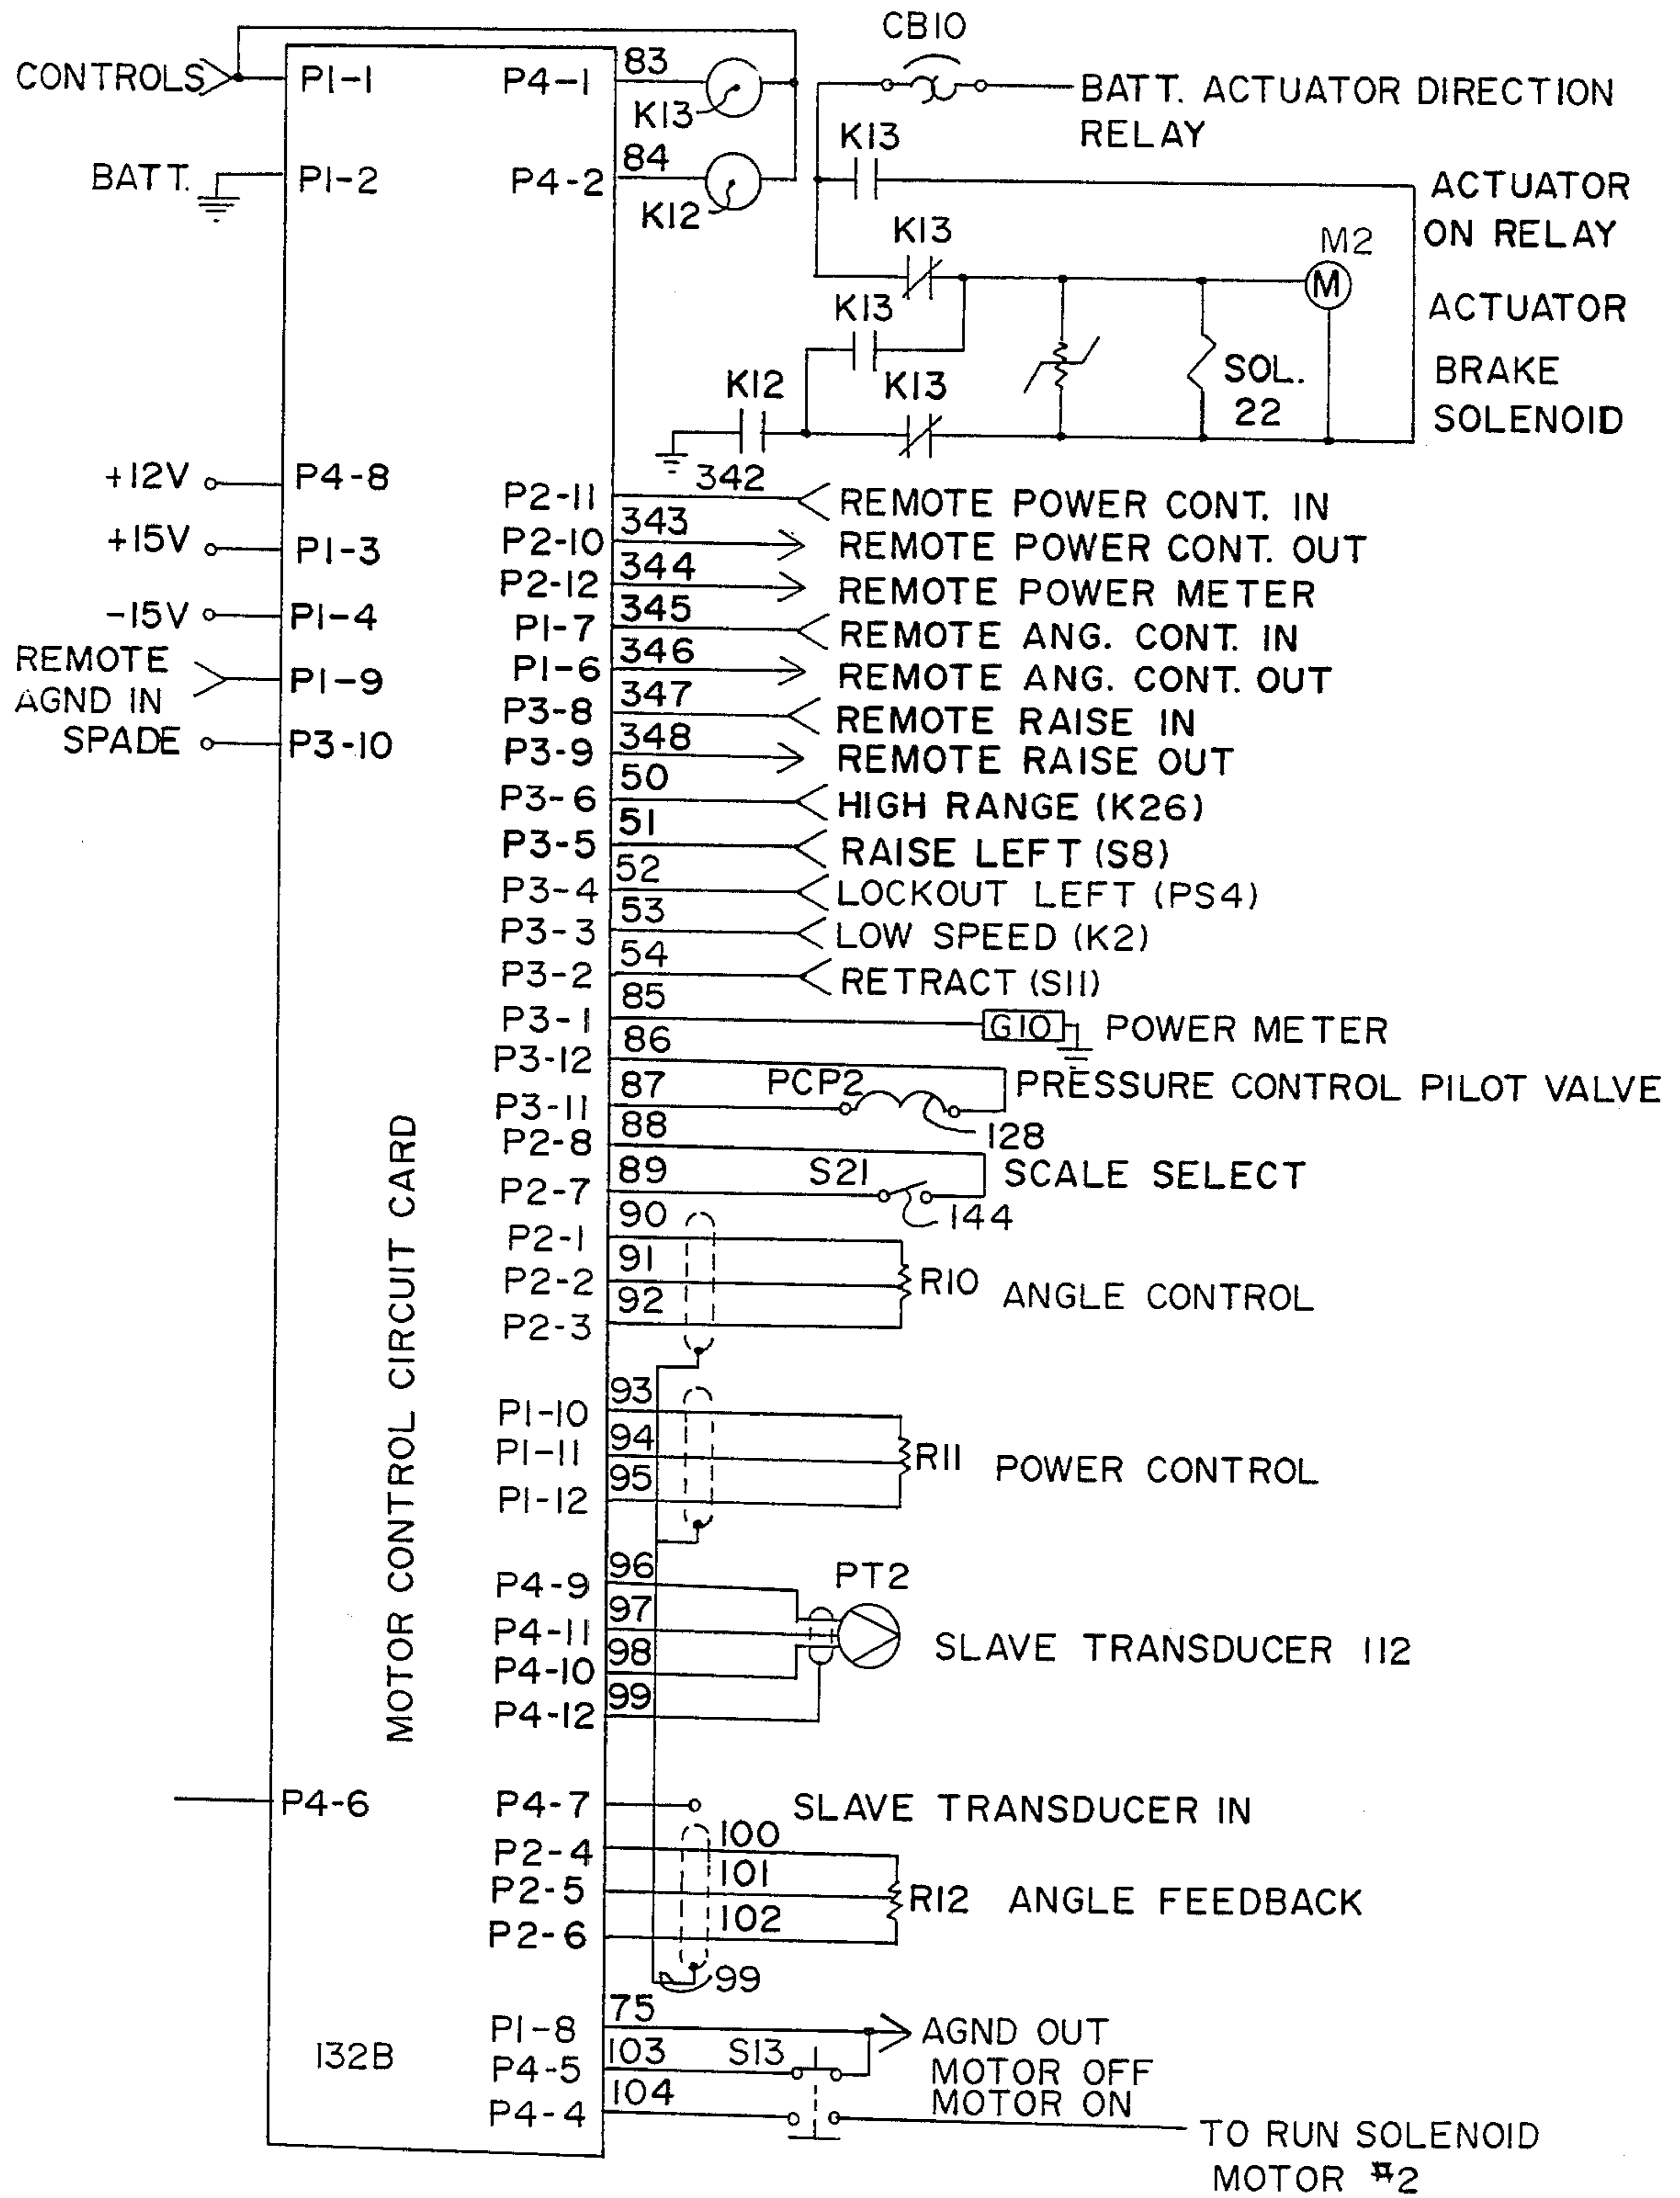 CB10
CONTROLS P1-1 P4-1 83
K13
BATT. ACTUATOR DIRECTION
RELAY
BATT. P1-2 P4-2 84
K12
K13
ACTUATOR
ON RELAY
K13
M2
M
ACTUATOR
K13
K12
K13
SOL.
22
BRAKE
SOLENOID
+12V P4-8
+15V P1-3
-15V P1-4
REMOTE
AGND IN
P1-9
SPADE P3-10
P2-11 342 REMOTE POWER CONT. IN
P2-10 343 REMOTE POWER CONT. OUT
P2-12 344 REMOTE POWER METER
P1-7 345 REMOTE ANG. CONT. IN
P1-6 346 REMOTE ANG. CONT. OUT
P3-8 347 REMOTE RAISE IN
P3-9 348 REMOTE RAISE OUT
P3-6 50 HIGH RANGE (K26)
P3-5 51 RAISE LEFT (S8)
P3-4 52 LOCKOUT LEFT (PS4)
P3-3 53 LOW SPEED (K2)
P3-2 54 RETRACT (S11)
P3-1 85 G10 POWER METER
P3-12 86
PCP2 PRESSURE CONTROL PILOT VALVE
P3-11 87
128
P2-8 88
S21 SCALE SELECT
P2-7 89
144
P2-1 90
P2-2 91 R10 ANGLE CONTROL
P2-3 92
MOTOR CONTROL CIRCUIT CARD
P1-10 93
P1-11 94 R11 POWER CONTROL
P1-12 95
P4-9 96 PT2
P4-11 97 SLAVE TRANSDUCER 112
P4-10 98
P4-12 99
P4-6
P4-7 SLAVE TRANSDUCER IN
P2-4 100
P2-5 101 R12 ANGLE FEEDBACK
P2-6 102
99
P1-8 75 AGND OUT
132B
P4-5 103 S13 MOTOR OFF
P4-4 104 MOTOR ON
TO RUN SOLENOID
MOTOR #2